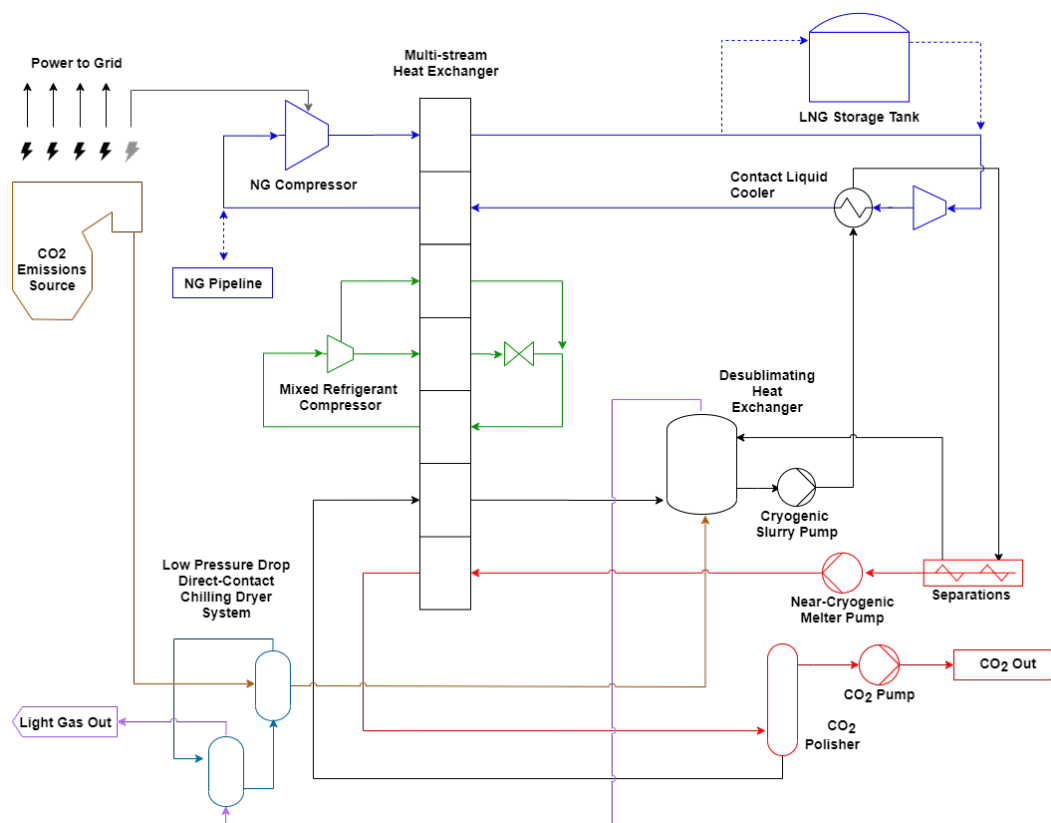 Power to Grid
Multi-stream
Heat Exchanger
LNG Storage Tank
NG Compressor
Contact Liquid
Cooler
CO2
Emissions
Source
NG Pipeline
Mixed Refrigerant
Compressor
Desublimating
Heat
Exchanger
Cryogenic
Slurry Pump
Low Pressure Drop
Direct-Contact
Chilling Dryer
System
Near-Cryogenic
Melter Pump
Separations
CO₂ Out
CO₂ Pump
Light Gas Out
CO₂
Polisher